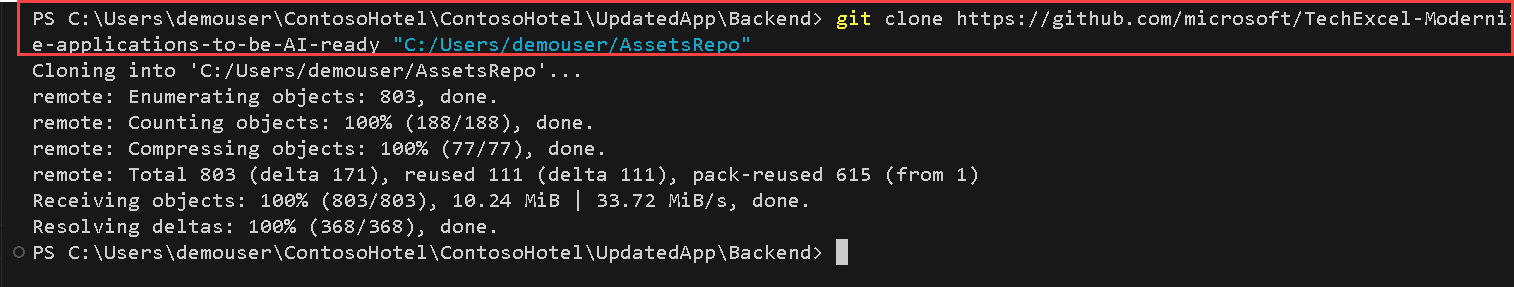 PS C:\Users\demouser\ContosoHotel\ContosoHotel\UpdatedApp\Backend> git clone https://github.com/microsoft/TechExcel-Moderni
e-applications-to-be-AI-ready "C:/Users/demouser/AssetsRepo"
Cloning into 'C:/Users/demouser/AssetsRepo'...
remote: Enumerating objects: 803, done.
remote: Counting objects: 100% (188/188), done.
remote: Compressing objects: 100% (77/77), done.
remote: Total 803 (delta 171), reused 111 (delta 111), pack-reused 615 (from 1)
Receiving objects: 100% (803/803), 10.24 MiB | 33.72 MiB/s, done.
Resolving deltas: 100% (368/368), done.
PS C:\Users\demouser\ContosoHotel\ContosoHotel\UpdatedApp\Backend>